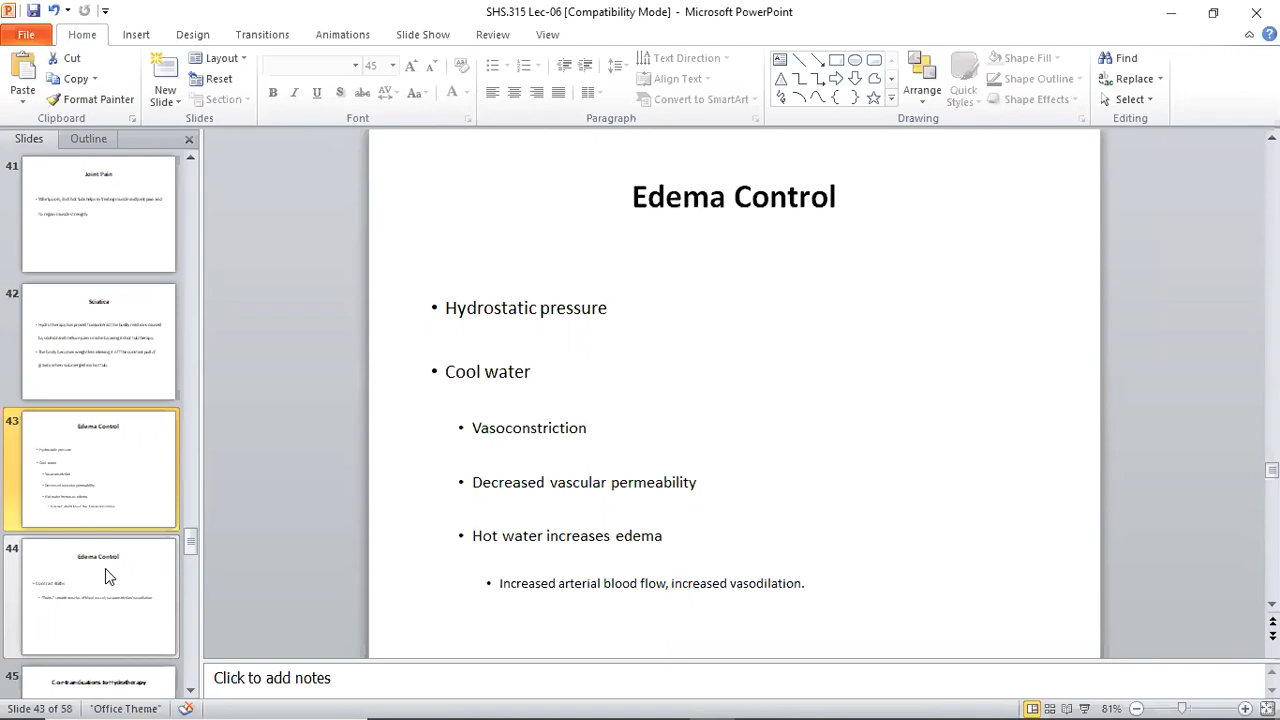 SHS.315 Lec-06 [Compatibility Mode] - Microsoft PowerPoint
File Home Insert Design Transitions Animations Slide Show Review View
Paste
Cut
Copy
Format Painter
Clipboard
New Slide
Layout
Reset
Section
Slides
45
Font
Text Direction
Align Text
Convert to SmartArt
Paragraph
Arrange
Quick Styles
Shape Fill
Shape Outline
Shape Effects
Drawing
Find
Replace
Select
Editing
Slides Outline
41
Joint Pain
42
Sciatica
43
Edema Control
44
Edema Control
45
Contraindications to Hydrotherapy
Edema Control
• Hydrostatic pressure
• Cool water
• Vasoconstriction
• Decreased vascular permeability
• Hot water increases edema
• Increased arterial blood flow, increased vasodilation.
Click to add notes
Slide 43 of 58 "Office Theme" 81%